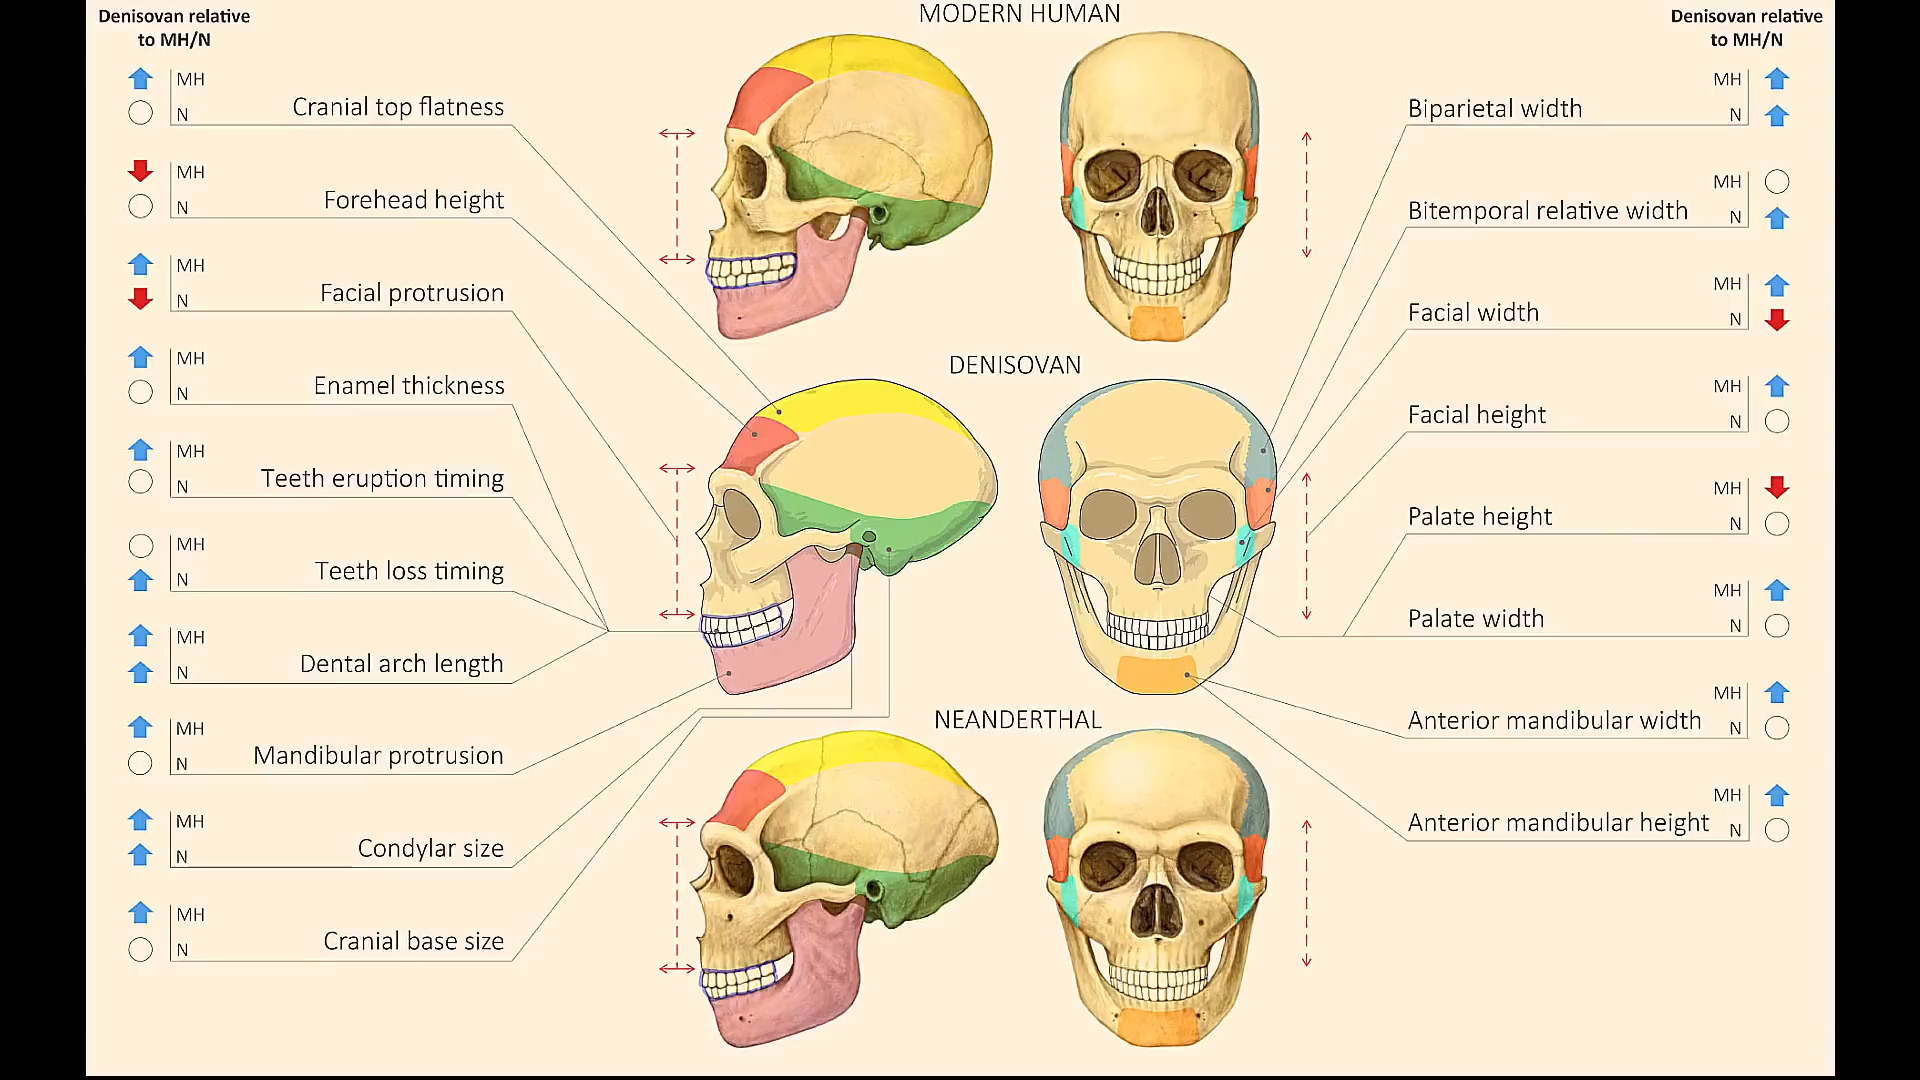 Denisovan relative
to MH/N
MH
N
Cranial top flatness
MH
N
Forehead height
MH
N
Facial protrusion
MH
N
Enamel thickness
MH
N
Teeth eruption timing
MH
N
Teeth loss timing
MH
N
Dental arch length
MH
N
Mandibular protrusion
MH
N
Condylar size
MH
N
Cranial base size
MODERN HUMAN
DENISOVAN
NEANDERTHAL
Denisovan relative
to MH/N
MH
Biparietal width
N
MH
Bitemporal relative width
N
MH
Facial width
N
MH
Facial height
N
MH
Palate height
N
MH
Palate width
N
MH
Anterior mandibular width
N
MH
Anterior mandibular height
N